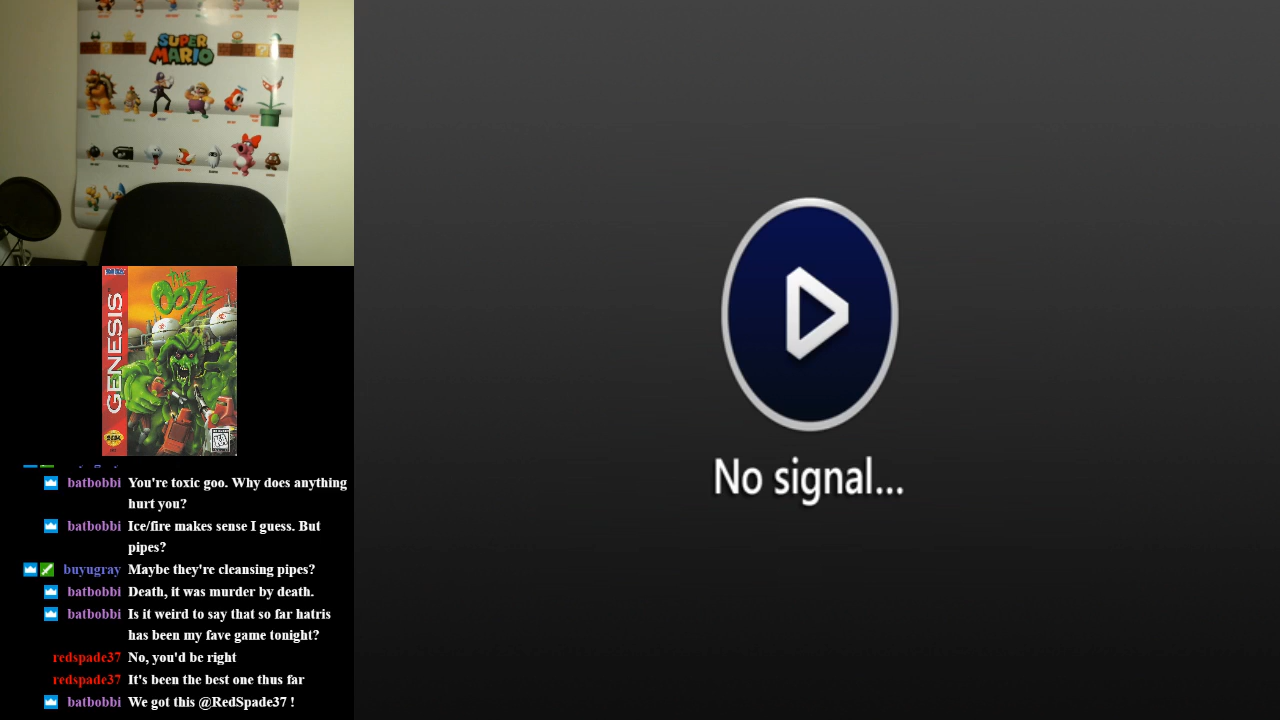 SUPER
MARIO
THE
OOZE
GENESIS
SEGA
KA
batbobbi You're toxic goo. Why does anything
hurt you?
batbobbi Ice/fire makes sense I guess. But
pipes?
buyugray Maybe they're cleansing pipes?
batbobbi Death, it was murder by death.
batbobbi Is it weird to say that so far hatris
has been my fave game tonight?
redspade37 No, you'd be right
redspade37 It's been the best one thus far
batbobbi We got this @RedSpade37 !
No signal...